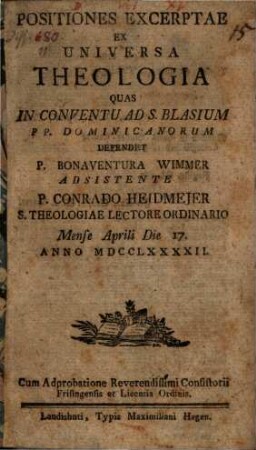 POSITIONES EXCERPTAE
EX
UNIVERSA
THEOLOGIA
QUAS
IN CONVENTU AD S. BLASIUM
PP. DOMINICANORUM
DEFENDET
P. BONAVENTURA WIMMER
ADSISTENTE
P. CONRADO HEIDMEJER
S. THEOLOGIAE LECTORE ORDINARIO
Mense Aprili Die 17.
ANNO MDCCLXXXXII.
Cum Adprobatione Reverendissimi Consistorii
Frisingensis et Licentia Ordinis.
Landishuti, Typis Maximiliani Hagen.